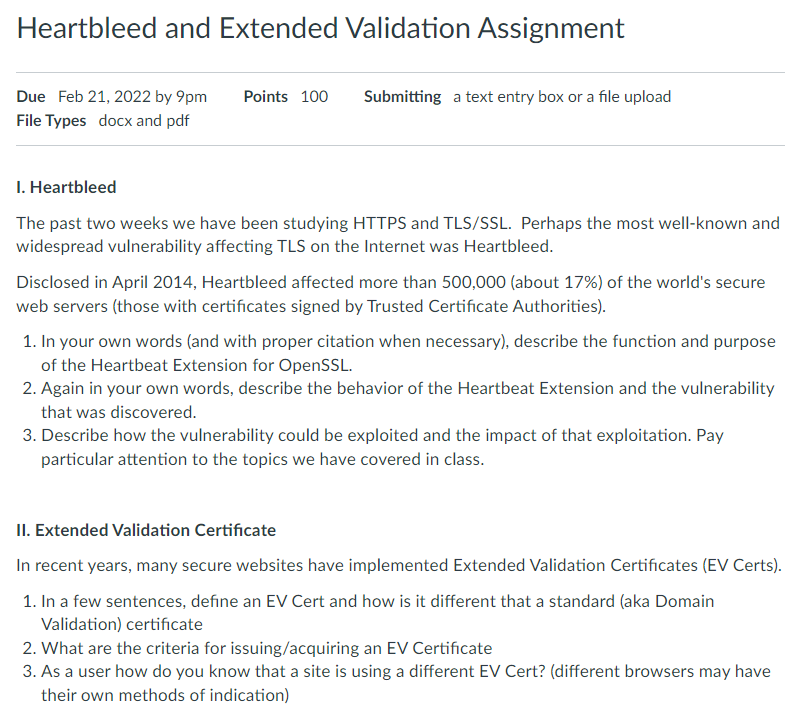 Heartbleed and Extended Validation Assignment
Due Feb 21, 2022 by 9pm Points 100 Submitting a text entry box or a file upload
File Types docx and pdf
I. Heartbleed
The past two weeks we have been studying HTTPS and TLS/SSL. Perhaps the most well-known and
widespread vulnerability affecting TLS on the Internet was Heartbleed.
Disclosed in April 2014, Heartbleed affected more than 500,000 (about 17%) of the world's secure
web servers (those with certificates signed by Trusted Certificate Authorities).
1. In your own words (and with proper citation when necessary), describe the function and purpose
of the Heartbeat Extension for OpenSSL.
2. Again in your own words, describe the behavior of the Heartbeat Extension and the vulnerability
that was discovered.
3. Describe how the vulnerability could be exploited and the impact of that exploitation. Pay
particular attention to the topics we have covered in class.
II. Extended Validation Certificate
In recent years, many secure websites have implemented Extended Validation Certificates (EV Certs).
1. In a few sentences, define an EV Cert and how is it different that a standard (aka Domain
Validation) certificate
2. What are the criteria for issuing/acquiring an EV Certificate
3. As a user how do you know that a site is using a different EV Cert? (different browsers may have
their own methods of indication)